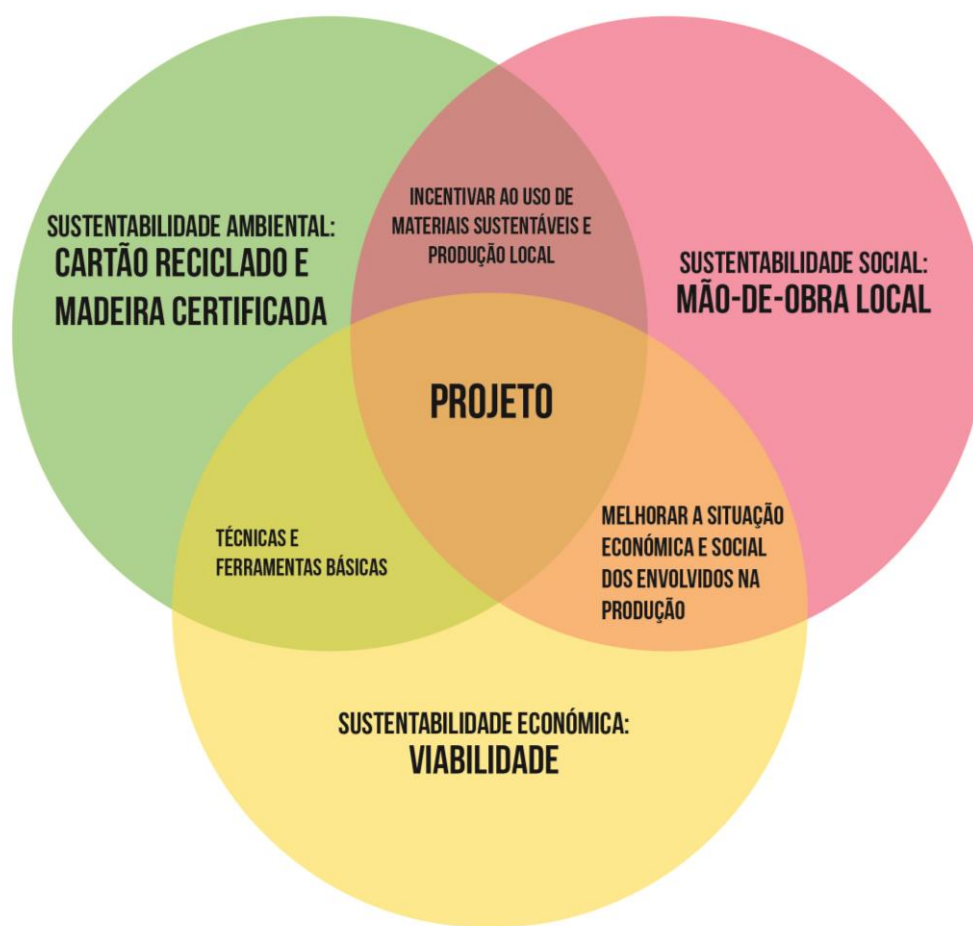 INCENTIVAR AO USO DE
MATERIAIS SUSTENTÁVEIS E
PRODUÇÃO LOCAL
SUSTENTABILIDADE AMBIENTAL:
CARTÃO RECICLADO E
MADEIRA CERTIFICADA
SUSTENTABILIDADE SOCIAL:
MÃO-DE-OBRA LOCAL
PROJETO
TÉCNICAS E
FERRAMENTAS BÁSICAS
MELHORAR A SITUAÇÃO
ECONÓMICA E SOCIAL
DOS ENVOLVIDOS NA
PRODUÇÃO
SUSTENTABILIDADE ECONÓMICA:
VIABILIDADE